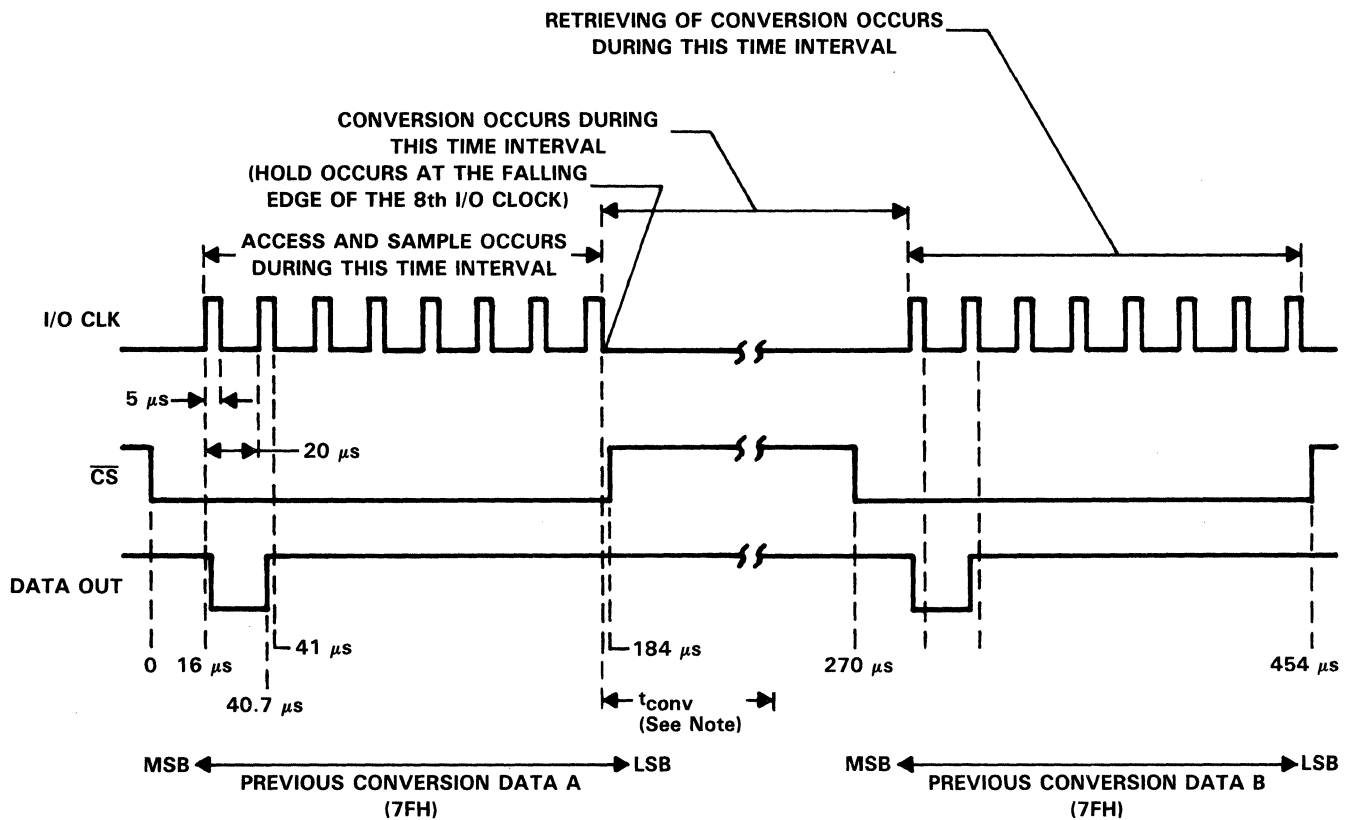 RETRIEVING OF CONVERSION OCCURS
DURING THIS TIME INTERVAL
CONVERSION OCCURS DURING
THIS TIME INTERVAL
(HOLD OCCURS AT THE FALLING
EDGE OF THE 8th I/O CLOCK)
ACCESS AND SAMPLE OCCURS
DURING THIS TIME INTERVAL
I/O CLK
5 μs
20 μs
CS
DATA OUT
0
16 μs
41 μs
40.7 μs
184 μs
270 μs
454 μs
tconv
(See Note)
MSB
LSB
PREVIOUS CONVERSION DATA A
(7FH)
MSB
LSB
PREVIOUS CONVERSION DATA B
(7FH)